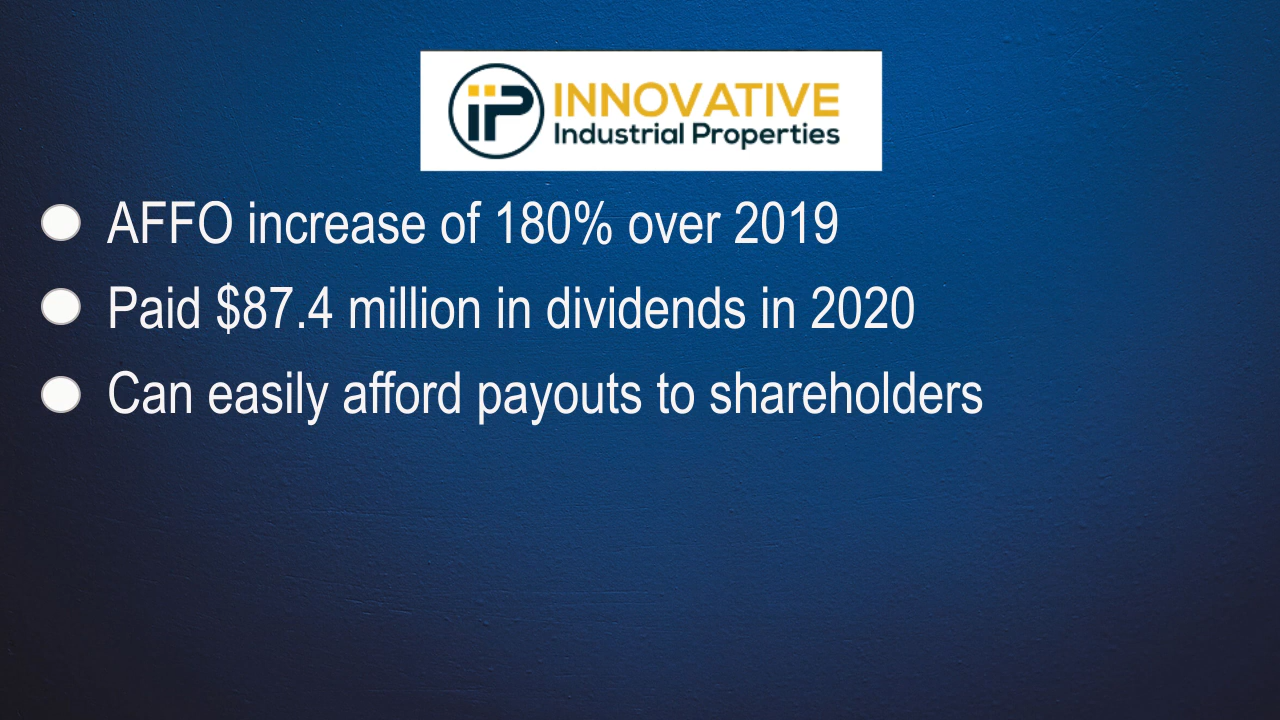 iiP INNOVATIVE
Industrial Properties
AFFO increase of 180% over 2019
Paid $87.4 million in dividends in 2020
Can easily afford payouts to shareholders